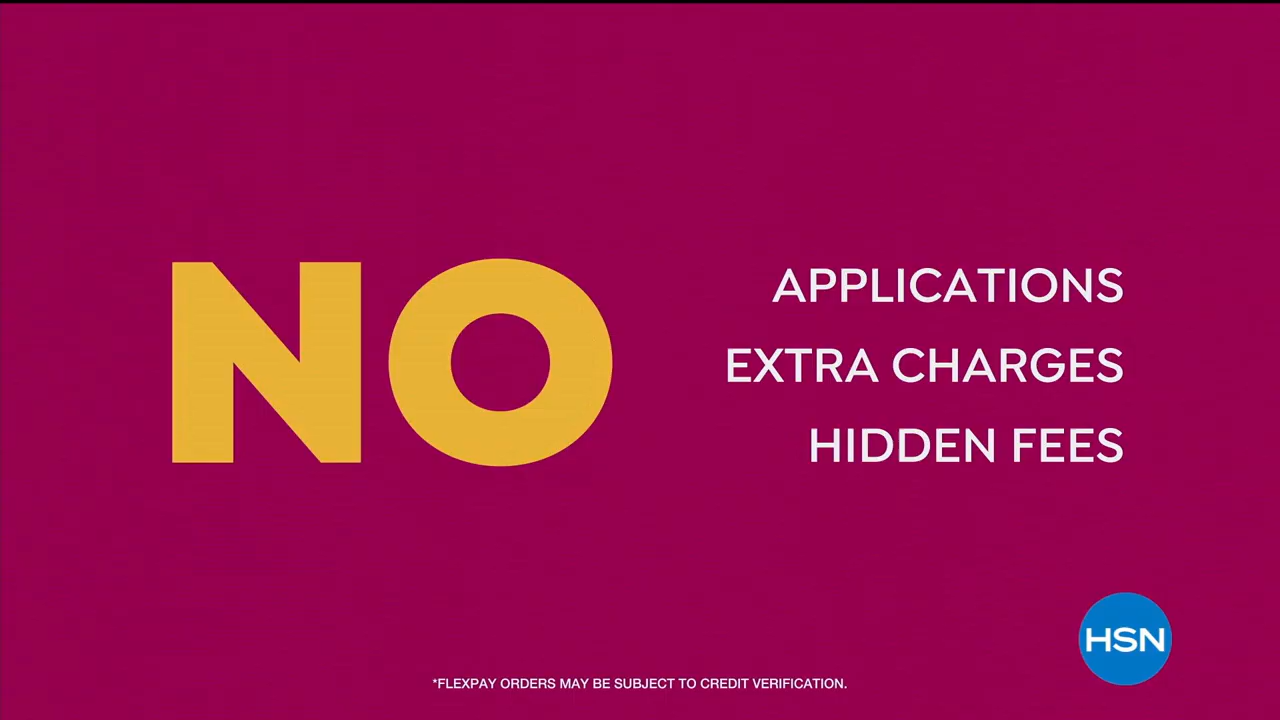 NO
APPLICATIONS
EXTRA CHARGES
HIDDEN FEES
HSN
*FLEXPAY ORDERS MAY BE SUBJECT TO CREDIT VERIFICATION.